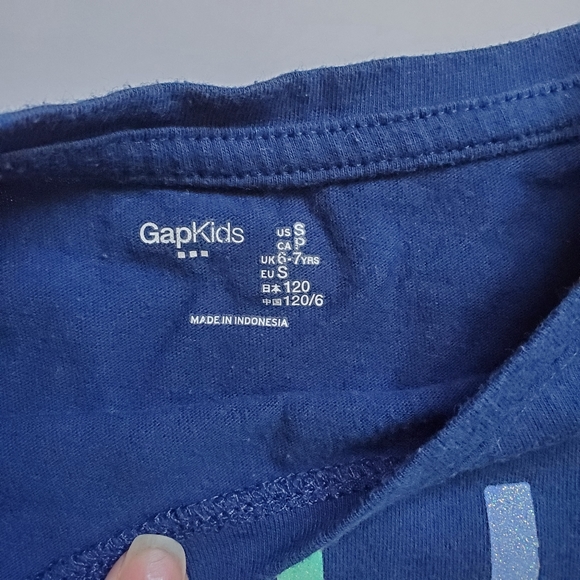 GapKids
US S
CA P
UK 6-7YRS
EU S
日本 120
中国 120/6
MADE IN INDONESIA